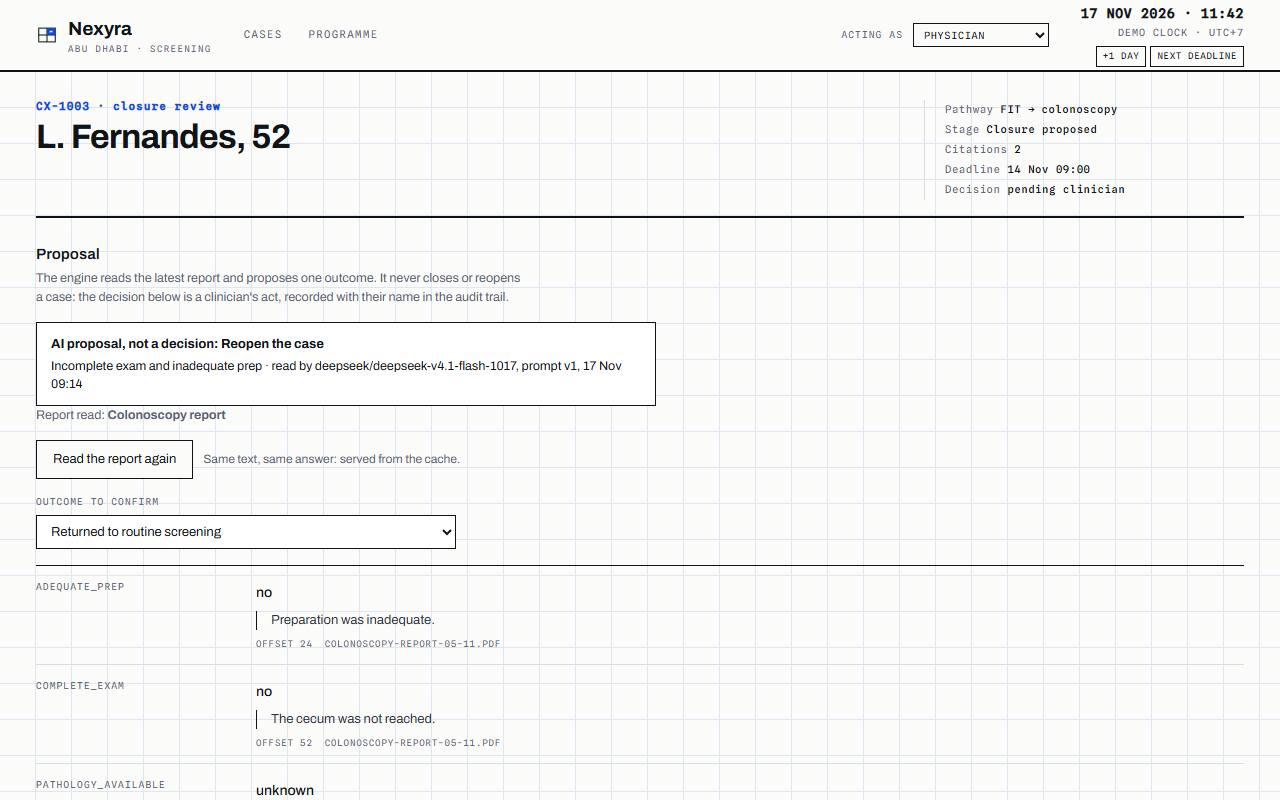 Nexyra
ABU DHABI · SCREENING
CASES
PROGRAMME
ACTING AS
PHYSICIAN
17 NOV 2026 · 11:42
DEMO CLOCK · UTC+7
+1 DAY
NEXT DEADLINE
CX-1003 · closure review
L. Fernandes, 52
Pathway FIT → colonoscopy
Stage Closure proposed
Citations 2
Deadline 14 Nov 09:00
Decision pending clinician
Proposal
The engine reads the latest report and proposes one outcome. It never closes or reopens
a case: the decision below is a clinician's act, recorded with their name in the audit trail.
AI proposal, not a decision: Reopen the case
Incomplete exam and inadequate prep · read by deepseek/deepseek-v4.1-flash-1017, prompt v1, 17 Nov
09:14
Report read: Colonoscopy report
Read the report again
Same text, same answer: served from the cache.
OUTCOME TO CONFIRM
Returned to routine screening
ADEQUATE_PREP
no
Preparation was inadequate.
OFFSET 24 COLONOSCOPY-REPORT-05-11.PDF
COMPLETE_EXAM
no
The cecum was not reached.
OFFSET 52 COLONOSCOPY-REPORT-05-11.PDF
PATHOLOGY_AVAILABLE
unknown